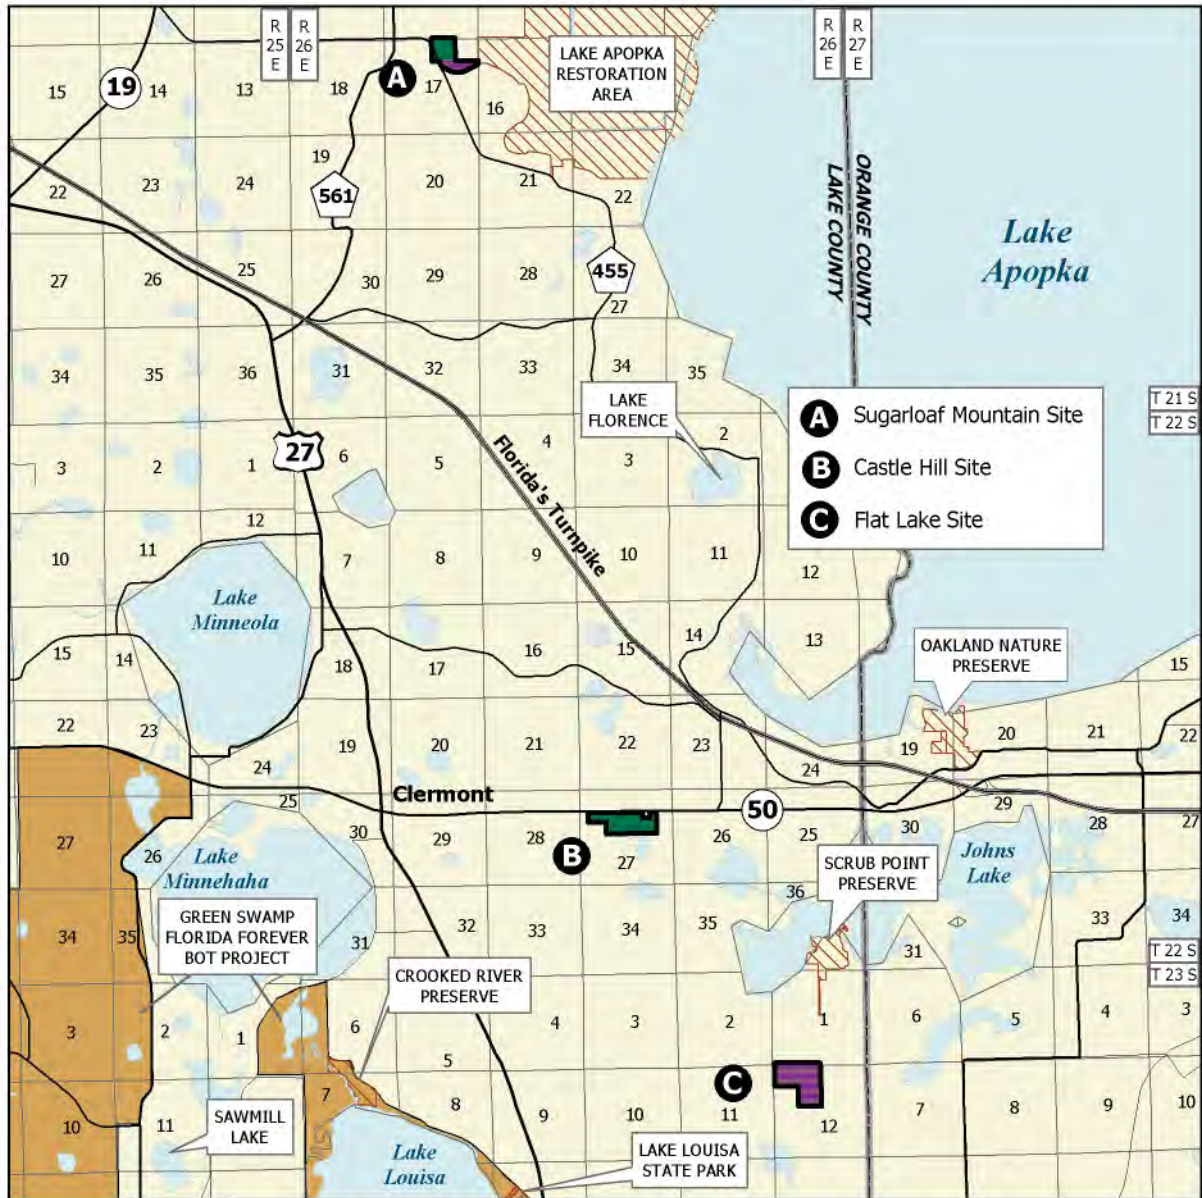 R
25
E
R
26
E
R
26
E
R
27
E
LAKE APOPKA
RESTORATION
AREA
19
A
15
14
13
18
17
16
19
561
22
23
24
20
21
22
ORANGE COUNTY
LAKE COUNTY
Lake
Apopka
455
27
26
25
30
29
28
27
34
35
36
31
32
33
34
35
LAKE
FLORENCE
T 21 S
T 22 S
A Sugarloaf Mountain Site
B Castle Hill Site
C Flat Lake Site
27
Florida's Turnpike
3
2
1
6
5
4
3
2
12
10
11
7
8
9
10
11
12
Lake
Minneola
15
14
18
17
16
15
14
13
OAKLAND NATURE
PRESERVE
15
22
23
24
19
20
21
22
23
24
19
20
21
22
Clermont
50
25
30
29
28
27
26
25
30
29
28
27
B
27
26
Lake
Minnehaha
SCRUB POINT
PRESERVE
Johns
Lake
36
34
35
GREEN SWAMP
FLORIDA FOREVER
BOT PROJECT
31
32
33
34
35
31
33
34
T 22 S
T 23 S
CROOKED RIVER
PRESERVE
3
2
1
6
5
4
3
2
1
6
5
4
3
C
10
11
SAWMILL
LAKE
7
8
9
10
11
12
7
8
9
10
Lake
Louisa
LAKE LOUISA
STATE PARK